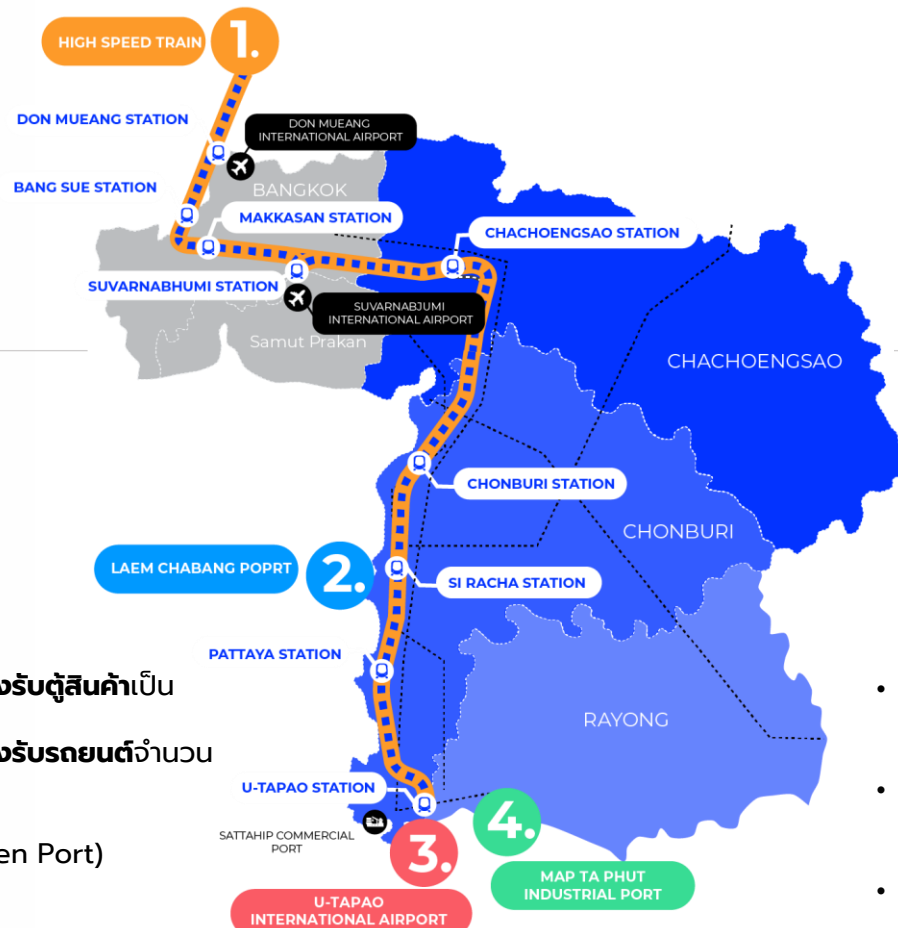 HIGH SPEED TRAIN
1.
DON MUEANG STATION
DON MUEANG
INTERNATIONAL AIRPORT
BANG SUE STATION
BANGKOK
MAKKASAN STATION
CHACHOENGSAO STATION
SUVARNABHUMI STATION
SUVARNABJUMI
INTERNATIONAL AIRPORT
Samut Prakan
CHACHOENGSAO
CHONBURI STATION
CHONBURI
LAEM CHABANG POPRT
2.
SI RACHA STATION
PATTAYA STATION
งรับตู้สินค้าเป็น
RAYONG
งรับรถยนต์จำนวน
U-TAPAO STATION
SATTAHIP COMMERCIAL
PORT
en Port)
3.
4.
MAP TA PHUT
INDUSTRIAL PORT
U-TAPAO
INTERNATIONAL AIRPORT